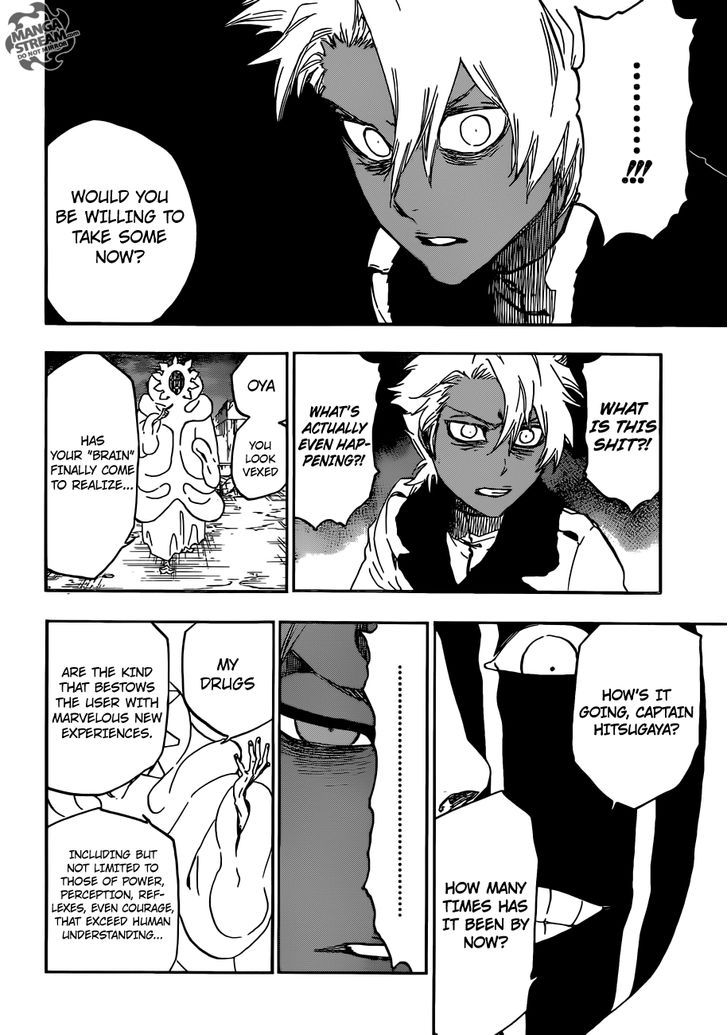 MANGA
STREAM
DO NOT MIRROR
.........
!!!
WOULD YOU
BE WILLING TO
TAKE SOME
NOW?
WHAT
IS THIS
SHIT?!
WHAT'S
ACTUALLY
EVEN HAP-
PENING?!
OYA
YOU
LOOK
VEXED
HAS
YOUR "BRAIN"
FINALLY COME
TO REALIZE...
HOW'S IT
GOING, CAPTAIN
HITSUGAYA?
HOW MANY
TIMES HAS
IT BEEN BY
NOW?
........................
MY
DRUGS
ARE THE KIND
THAT BESTOWS
THE USER WITH
MARVELOUS NEW
EXPERIENCES.
INCLUDING BUT
NOT LIMITED TO
THOSE OF POWER,
PERCEPTION, REF-
LEXES, EVEN COURAGE,
THAT EXCEED HUMAN
UNDERSTANDING...